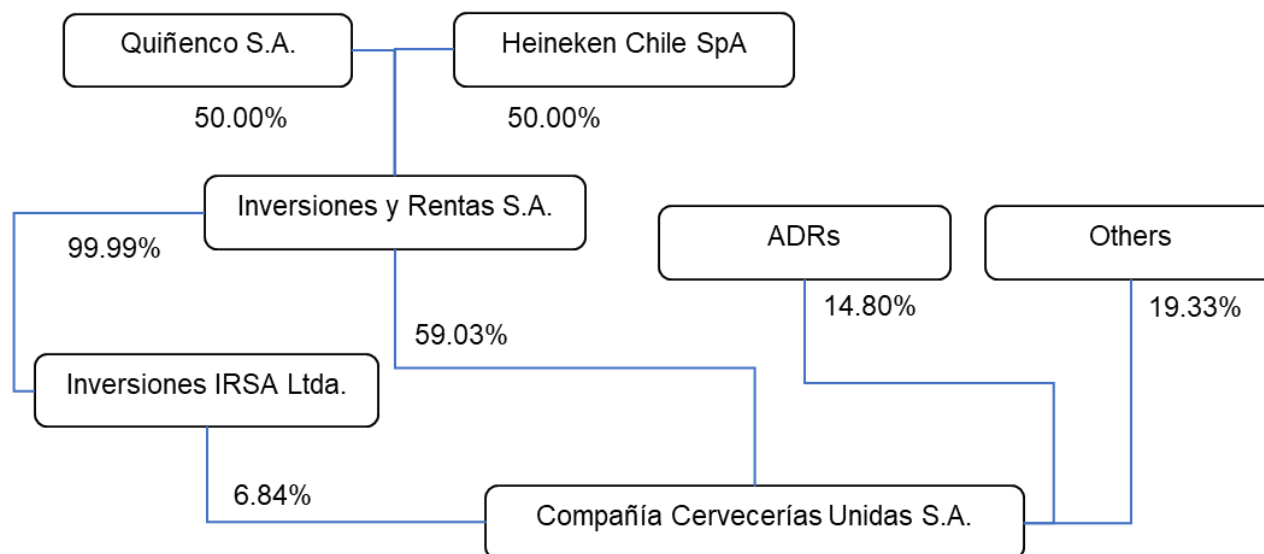 Quiñenco S.A.
Heineken Chile SpA
50.00%
50.00%
Inversiones y Rentas S.A.
ADRs
Others
99.99%
14.80%
19.33%
59.03%
Inversiones IRSA Ltda.
6.84%
Compañía Cervecerías Unidas S.A.